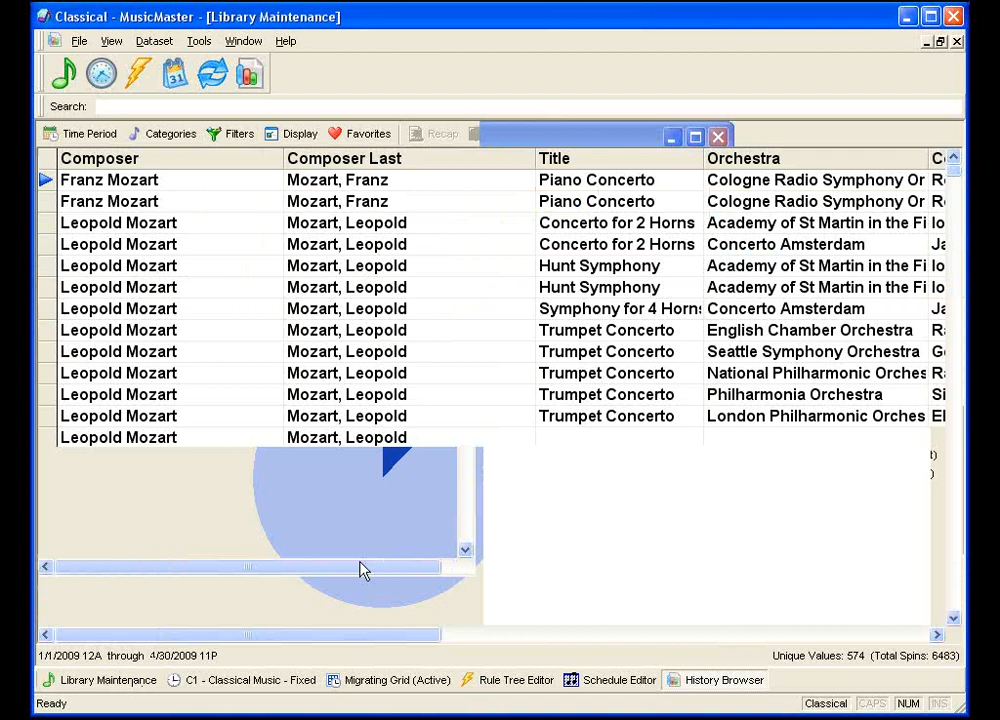 Classical - MusicMaster - [Library Maintenance]
File View Dataset Tools Window Help
31
Search:
Time Period Categories Filters Display Favorites Recap
Composer Composer Last Title Orchestra
Franz Mozart Mozart, Franz Piano Concerto Cologne Radio Symphony Or
Franz Mozart Mozart, Franz Piano Concerto Cologne Radio Symphony Or
Leopold Mozart Mozart, Leopold Concerto for 2 Horns Academy of St Martin in the Fi
Leopold Mozart Mozart, Leopold Concerto for 2 Horns Concerto Amsterdam Ja
Leopold Mozart Mozart, Leopold Hunt Symphony Academy of St Martin in the Fi
Leopold Mozart Mozart, Leopold Hunt Symphony Academy of St Martin in the Fi
Leopold Mozart Mozart, Leopold Symphony for 4 Horns Concerto Amsterdam Ja
Leopold Mozart Mozart, Leopold Trumpet Concerto English Chamber Orchestra
Leopold Mozart Mozart, Leopold Trumpet Concerto Seattle Symphony Orchestra
Leopold Mozart Mozart, Leopold Trumpet Concerto National Philharmonic Orches
Leopold Mozart Mozart, Leopold Trumpet Concerto Philharmonia Orchestra Si
Leopold Mozart Mozart, Leopold Trumpet Concerto London Philharmonic Orches
Leopold Mozart Mozart, Leopold
t)
)
1/1/2009 12A through 4/30/2009 11P Unique Values: 574 (Total Spins: 6483)
Library Maintenance C1 - Classical Music - Fixed Migrating Grid (Active) Rule Tree Editor Schedule Editor History Browser
Ready Classical CAPS NUM INS